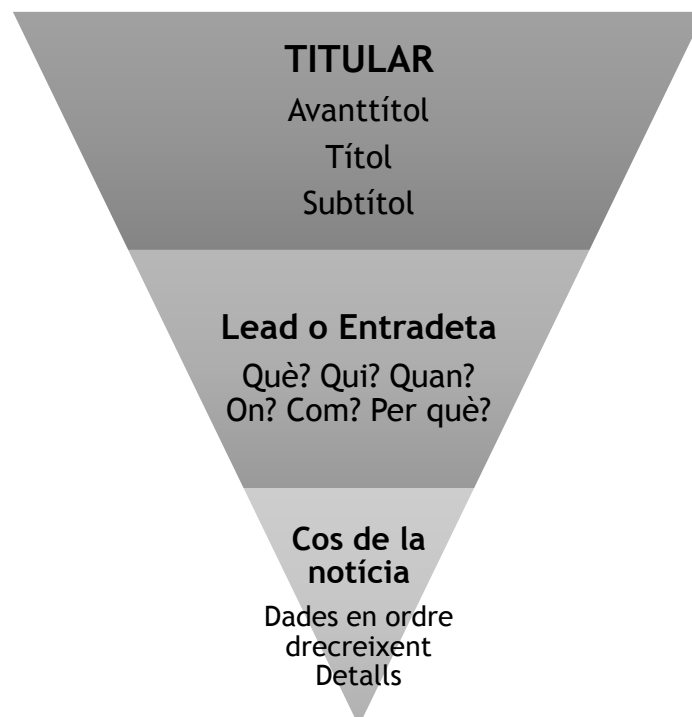 TITULAR
Avanttítol
Títol
Subtítol
Lead o Entradeta
Què? Qui? Quan?
On? Com? Per què?
Cos de la
notícia
Dades en ordre
drecreixent
Detalls